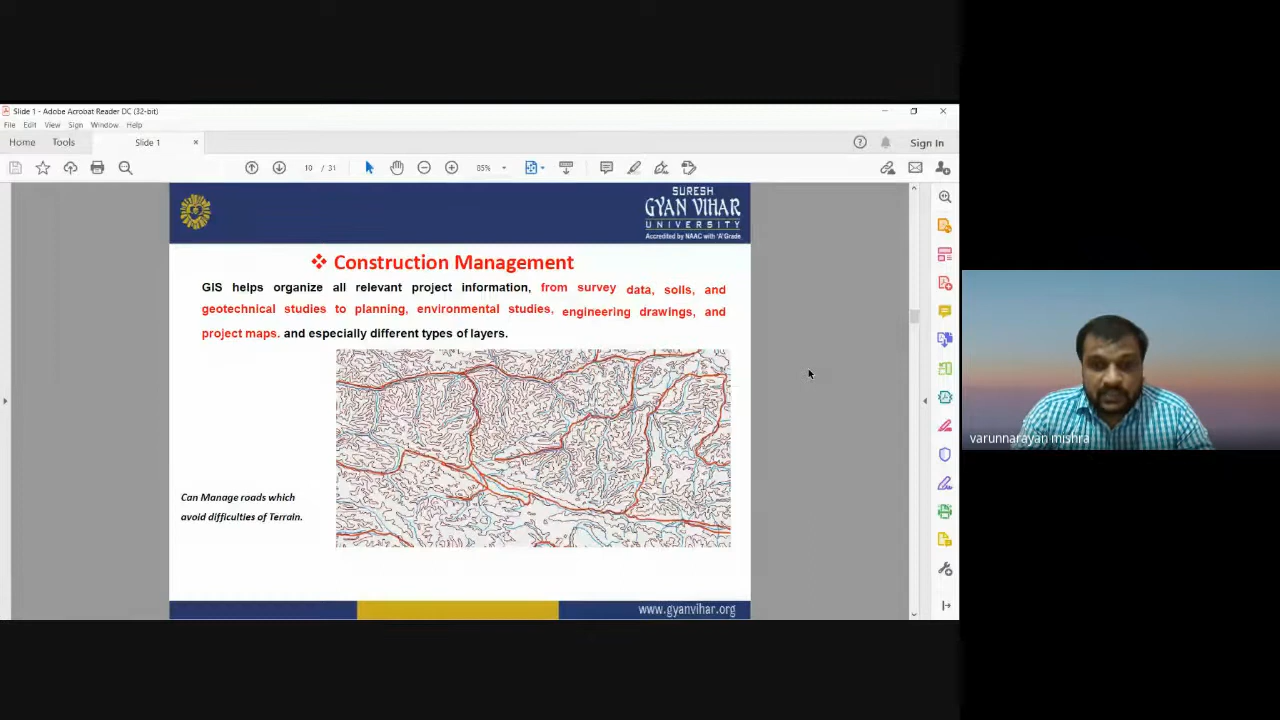 Slide 1 - Adobe Acrobat Reader DC (32-bit)
File Edit View Sign Window Help
Home Tools Slide 1 × Sign In
10 / 31 85%
SURESH
GYAN VIHAR
UNIVERSITY
Accredited by NAAC with 'A' Grade
❖ Construction Management
GIS helps organize all relevant project information, from survey data, soils, and
geotechnical studies to planning, environmental studies, engineering drawings, and
project maps. and especially different types of layers.
Can Manage roads which
avoid difficulties of Terrain.
www.gyanvihar.org
varunnarayan mishra